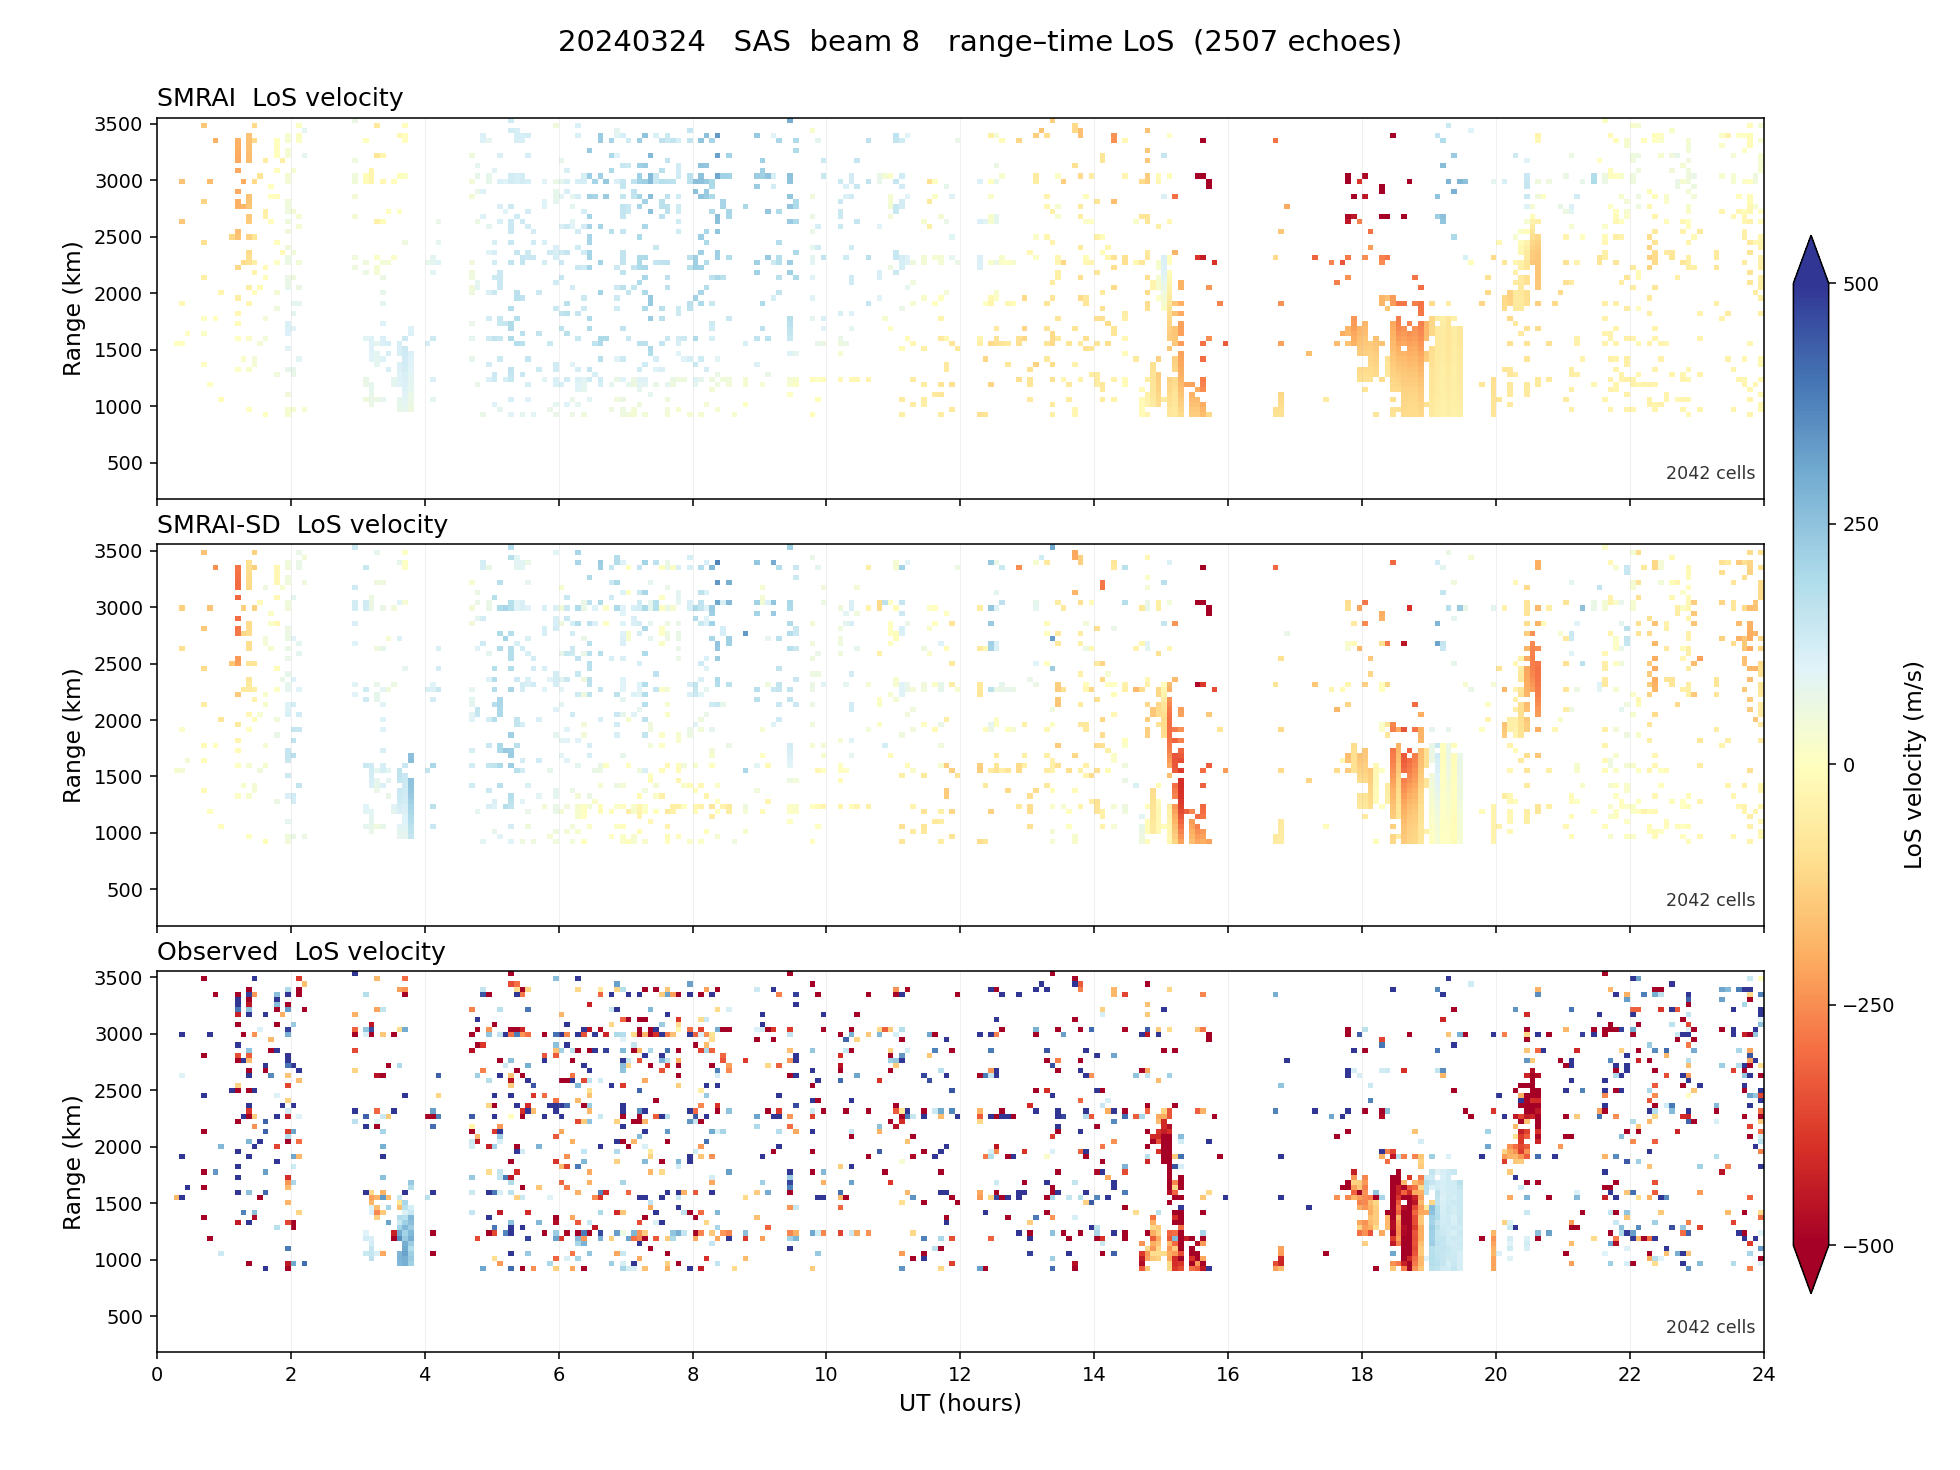 20240324   SAS  beam 8   range–time LoS  (2507 echoes)
SMRAI  LoS velocity
3500
3000
2500
2000
1500
1000
500
Range (km)
2042 cells
SMRAI-SD  LoS velocity
3500
3000
2500
2000
1500
1000
500
Range (km)
2042 cells
Observed  LoS velocity
3500
3000
2500
2000
1500
1000
500
Range (km)
2042 cells
0 2 4 6 8 10 12 14 16 18 20 22 24
UT (hours)
500
250
0
−250
−500
LoS velocity (m/s)